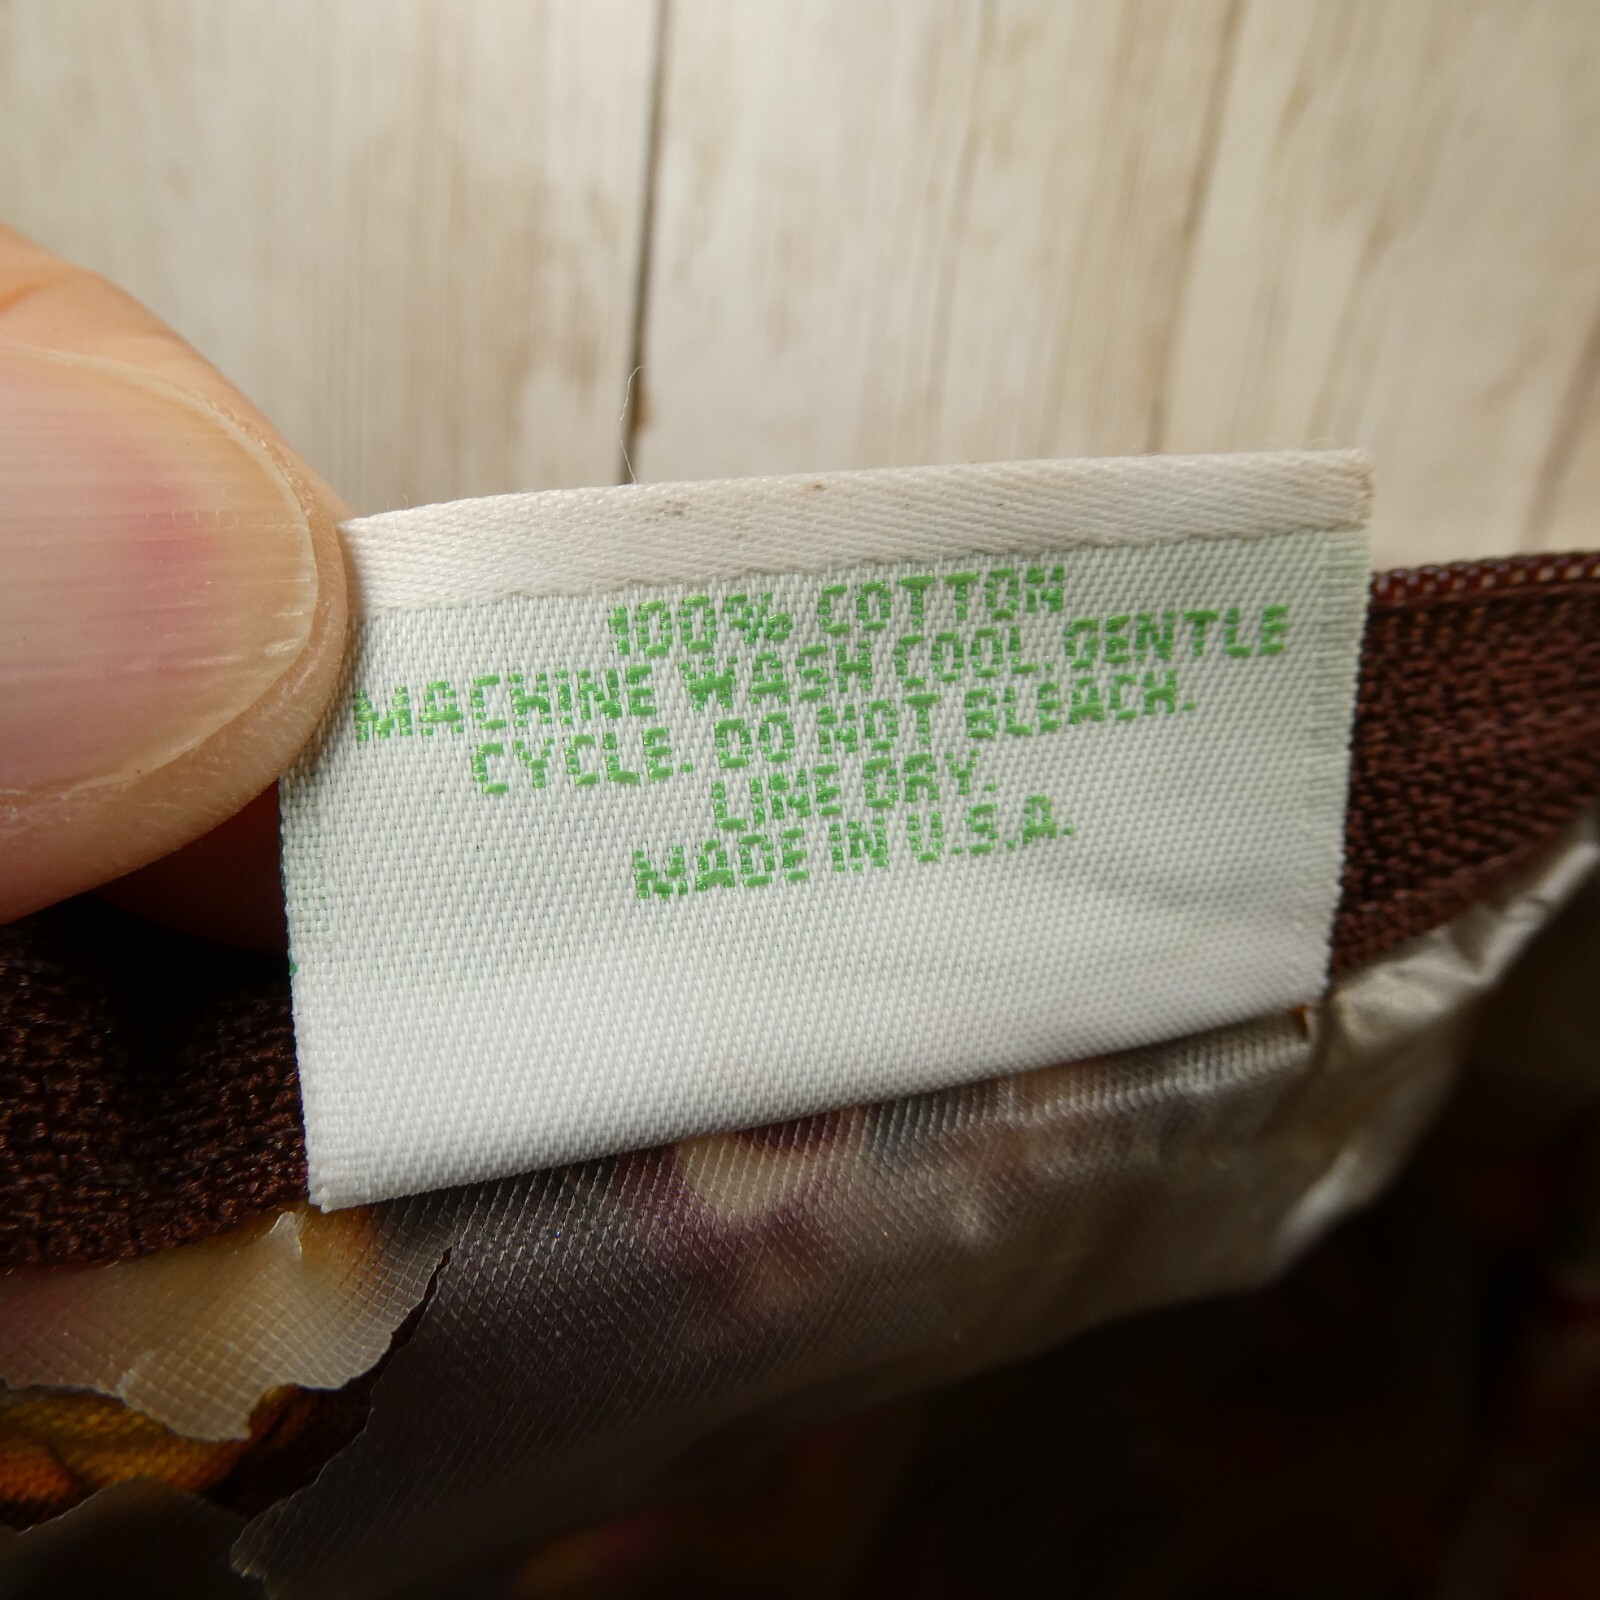 100% COTTON
MACHINE WASH COOL, GENTLE
CYCLE. DO NOT BLEACH.
LINE DRY.
MADE IN U.S.A.